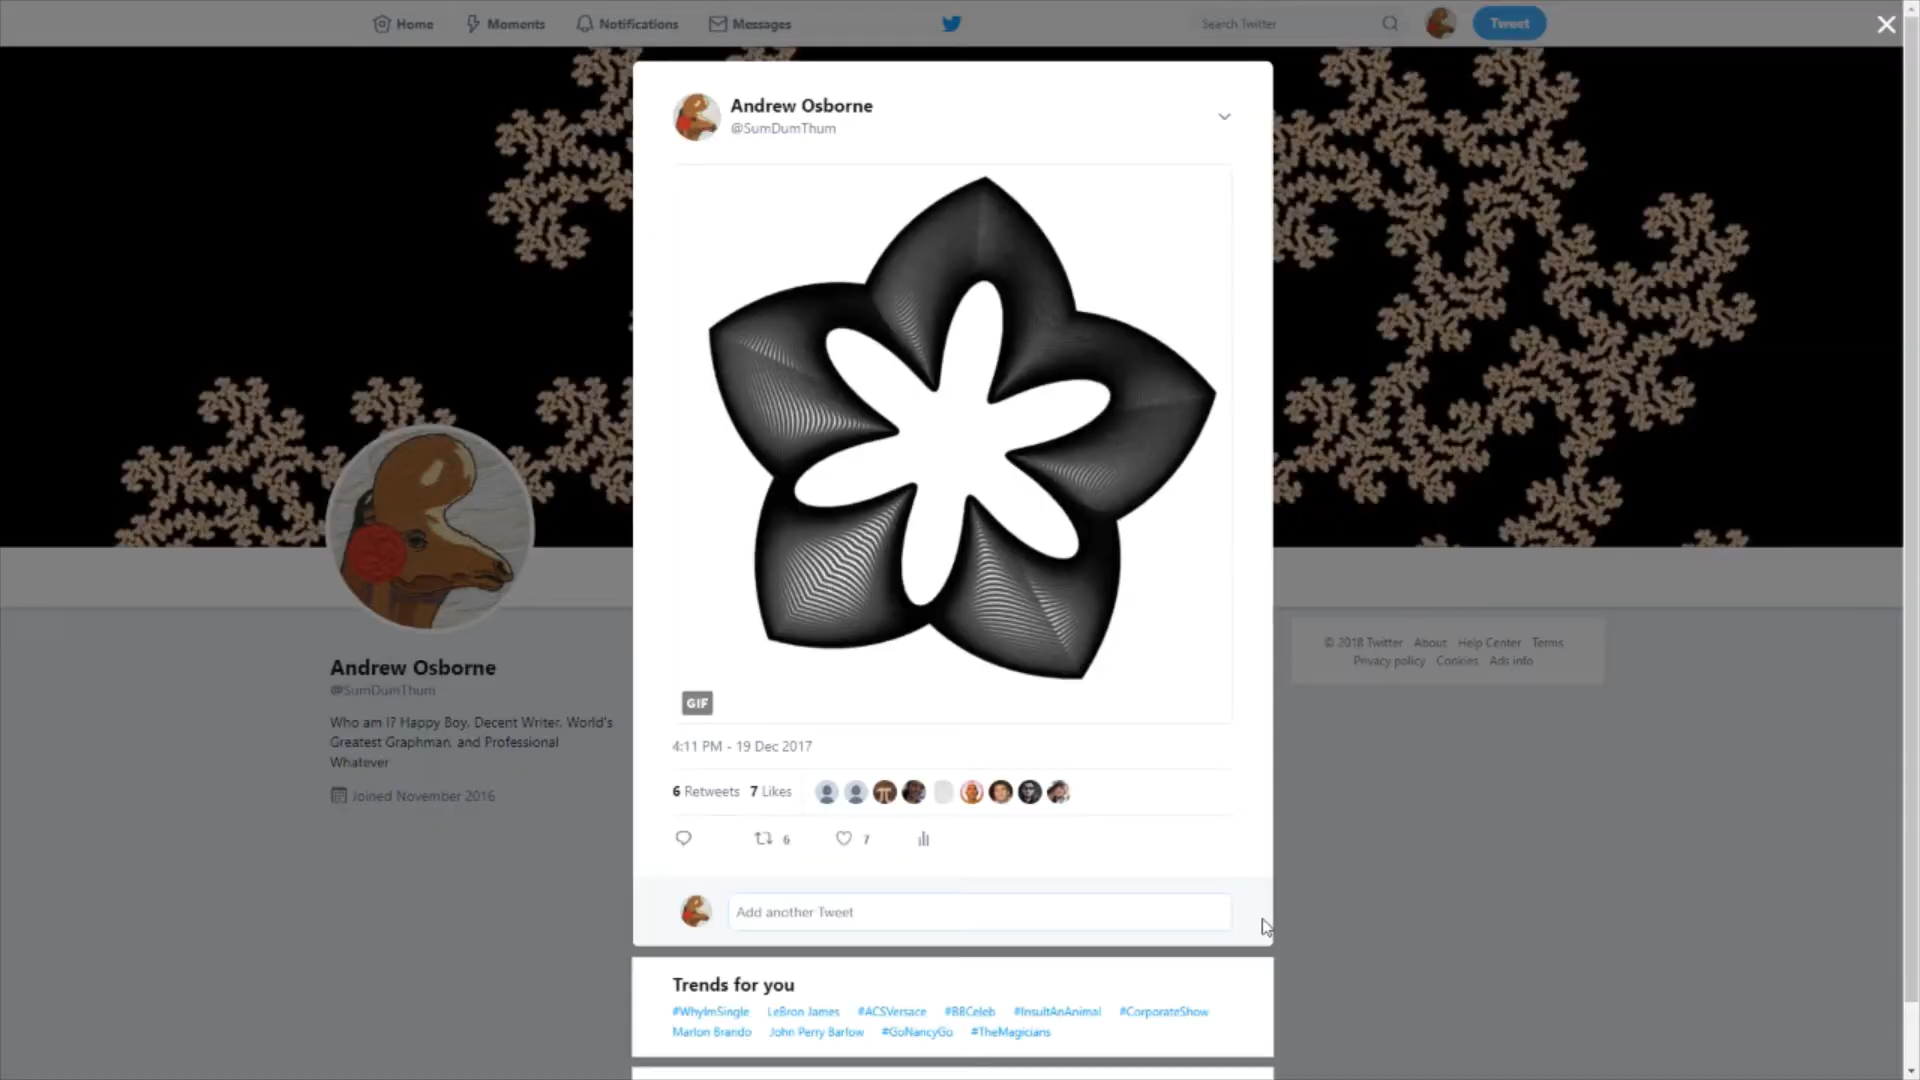 Home Moments Notifications Messages Search Twitter Tweet
Andrew Osborne
@SumDumThum
GIF
4:11 PM - 19 Dec 2017
6 Retweets 7 Likes
6 7
Add another Tweet
Trends for you
#WhyImSingle LeBron James #ACSVersace #BBCeleb #InsultAnAnimal #CorporateShow
Marlon Brando John Perry Barlow #GoNancyGo #TheMagicians
Andrew Osborne
@SumDumThum
Who am I? Happy Boy, Decent Writer, World's
Greatest Graphman, and Professional
Whatever
Joined November 2016
© 2018 Twitter About Help Center Terms
Privacy policy Cookies Ads info